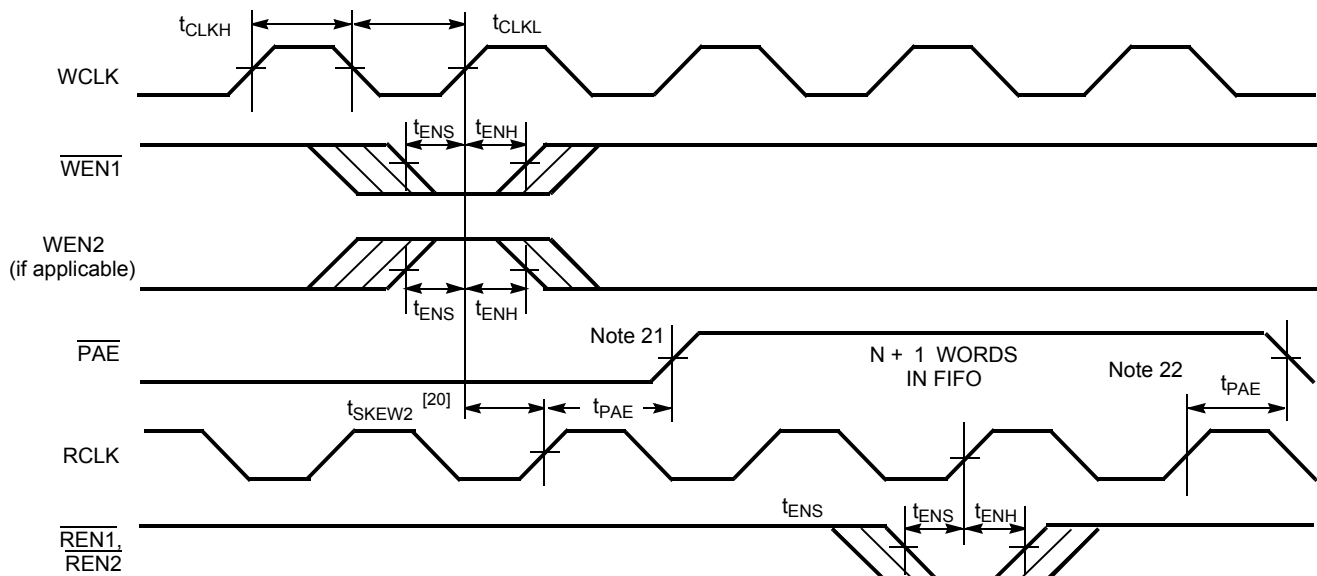 tCLKH
tCLKL
WCLK
tENS tENH
WEN1
WEN2
(if applicable)
tENS tENH
Note 21
PAE
N + 1 WORDS
IN FIFO
Note 22
tPAE
tSKEW2 [20]
tPAE
RCLK
tENS tENS tENH
REN1,
REN2